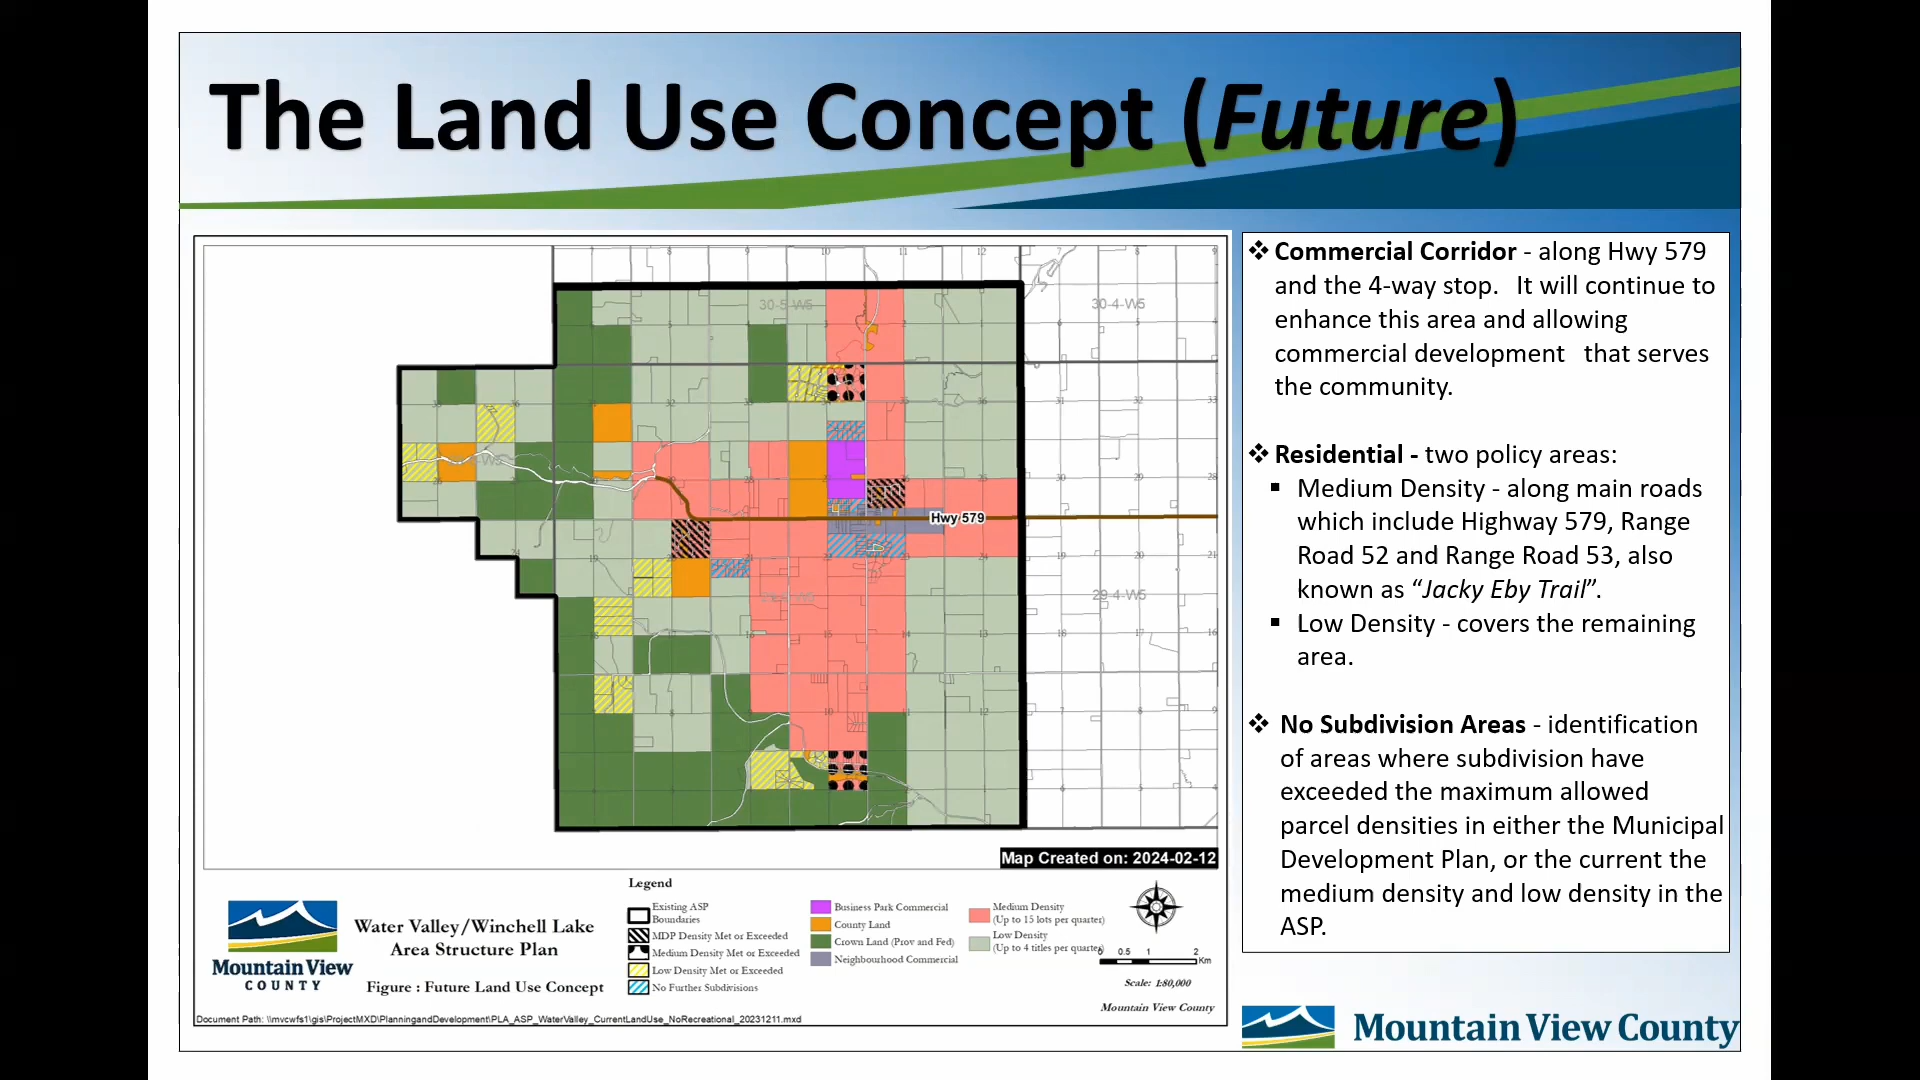 The Land Use Concept (Future)
30-5-W5
30-4-W5
Hwy 579
29-4-W5
Map Created on: 2024-02-12
Mountain View
COUNTY
Water Valley/Winchell Lake
Area Structure Plan
Figure : Future Land Use Concept
Legend
Existing ASP
Boundaries
MDP Density Met or Exceeded
Medium Density Met or Exceeded
Low Density Met or Exceeded
No Further Subdivisions
Business Park Commercial
County Land
Crown Land (Prov and Fed)
Neighbourhood Commercial
Medium Density
(Up to 15 lots per quarter)
Low Density
(Up to 4 titles per quarter)
0 0.5 1 2
Km
Scale: 1:80,000
Mountain View County
Document Path: \\mvcwfs1\gis\ProjectMXD\PlanningandDevelopment\PLA_ASP_WaterValley_CurrentLandUse_NoRecreational_20231211.mxd
❖ Commercial Corridor - along Hwy 579
and the 4-way stop. It will continue to
enhance this area and allowing
commercial development that serves
the community.
❖ Residential - two policy areas:
▪ Medium Density - along main roads
which include Highway 579, Range
Road 52 and Range Road 53, also
known as “Jacky Eby Trail”.
▪ Low Density - covers the remaining
area.
❖ No Subdivision Areas - identification
of areas where subdivision have
exceeded the maximum allowed
parcel densities in either the Municipal
Development Plan, or the current the
medium density and low density in the
ASP.
Mountain View County